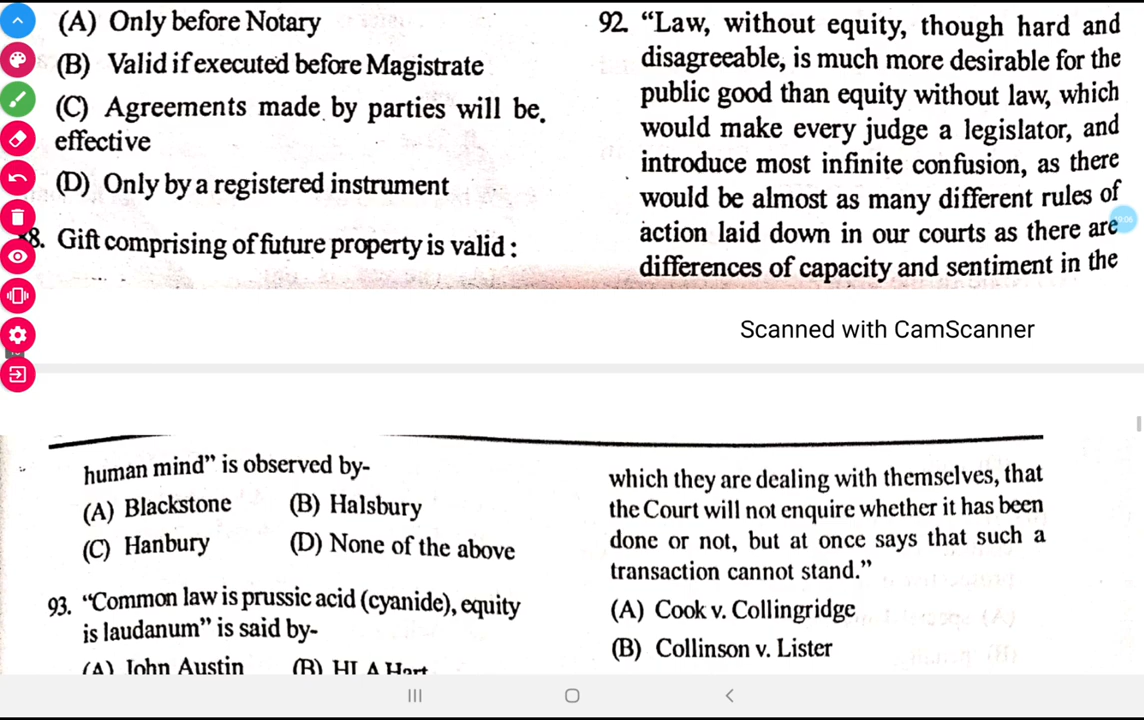 (A) Only before Notary
(B) Valid if executed before Magistrate
(C) Agreements made by parties will be.
effective
(D) Only by a registered instrument
8. Gift comprising of future property is valid :
92. “Law, without equity, though hard and
disagreeable, is much more desirable for the
public good than equity without law, which
would make every judge a legislator, and
introduce most infinite confusion, as there
would be almost as many different rules of
action laid down in our courts as there are
differences of capacity and sentiment in the
Scanned with CamScanner
human mind” is observed by-
(A) Blackstone (B) Halsbury
(C) Hanbury (D) None of the above
93. “Common law is prussic acid (cyanide), equity
is laudanum” is said by-
(A) John Austin (B) HLA Hart
which they are dealing with themselves, that
the Court will not enquire whether it has been
done or not, but at once says that such a
transaction cannot stand.”
(A) Cook v. Collingridge
(B) Collinson v. Lister